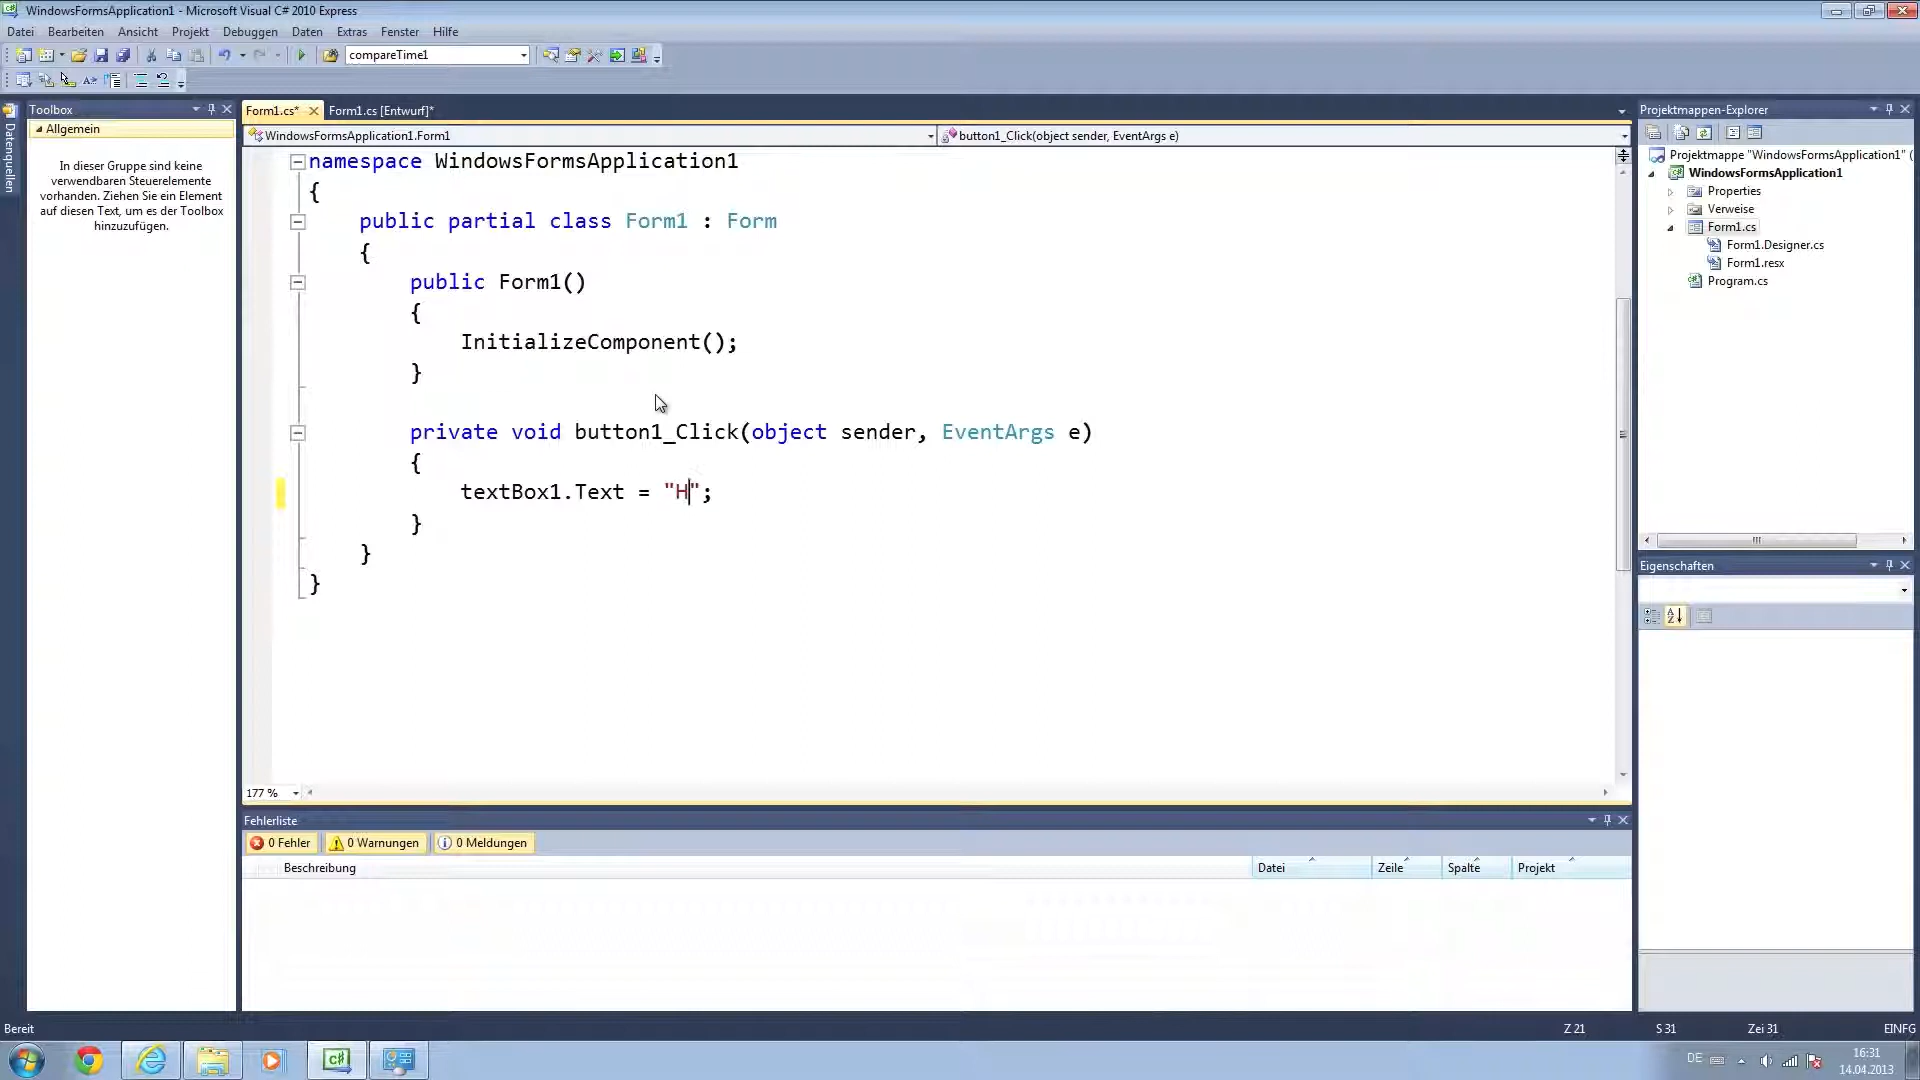 WindowsFormsApplication1 - Microsoft Visual C# 2010 Express
Datei Bearbeiten Ansicht Projekt Debuggen Daten Extras Fenster Hilfe
compareTime1
Datenquellen
Toolbox
Allgemein
In dieser Gruppe sind keine
verwendbaren Steuerelemente
vorhanden. Ziehen Sie ein Element
auf diesen Text, um es der Toolbox
hinzuzufügen.
Form1.cs* Form1.cs [Entwurf]*
WindowsFormsApplication1.Form1 button1_Click(object sender, EventArgs e)
namespace WindowsFormsApplication1
{
public partial class Form1 : Form
{
public Form1()
{
InitializeComponent();
}
private void button1_Click(object sender, EventArgs e)
{
textBox1.Text = "H";
}
}
}
177 %
Projektmappen-Explorer
Projektmappe "WindowsFormsApplication1" (
WindowsFormsApplication1
Properties
Verweise
Form1.cs
Form1.Designer.cs
Form1.resx
Program.cs
Eigenschaften
Fehlerliste
0 Fehler 0 Warnungen 0 Meldungen
Beschreibung Datei Zeile Spalte Projekt
Bereit Z 21 S 31 Zei 31 EINFG
DE 16:31
14.04.2013